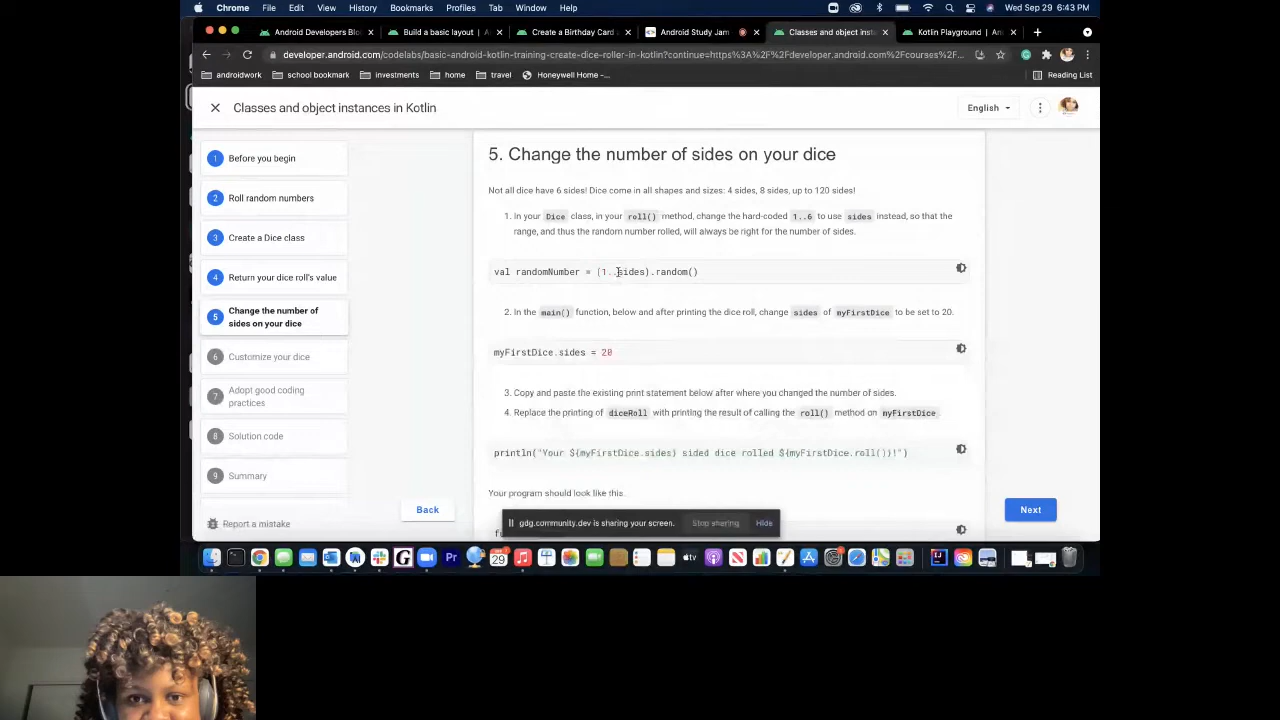 Chrome File Edit View History Bookmarks Profiles Tab Window Help Wed Sep 29 6:43 PM
Android Developers Blo
Build a basic layout | A
Create a Birthday Card a
Android Study Jam
Classes and object insta
Kotlin Playground | And
developer.android.com/codelabs/basic-android-kotlin-training-create-dice-roller-in-kotlin?continue=https%3A%2F%2Fdeveloper.android.com%2Fcourses%2F...
androidwork school bookmark investments home travel Honeywell Home -... Reading List
Classes and object instances in Kotlin
English
1 Before you begin
2 Roll random numbers
3 Create a Dice class
4 Return your dice roll's value
5 Change the number of
sides on your dice
6 Customize your dice
7 Adopt good coding
practices
8 Solution code
9 Summary
Report a mistake
5. Change the number of sides on your dice
Not all dice have 6 sides! Dice come in all shapes and sizes: 4 sides, 8 sides, up to 120 sides!
1. In your Dice class, in your roll() method, change the hard-coded 1..6 to use sides instead, so that the
range, and thus the random number rolled, will always be right for the number of sides.
val randomNumber = (1..sides).random()
2. In the main() function, below and after printing the dice roll, change sides of myFirstDice to be set to 20.
myFirstDice.sides = 20
3. Copy and paste the existing print statement below after where you changed the number of sides.
4. Replace the printing of diceRoll with printing the result of calling the roll() method on myFirstDice.
println("Your ${myFirstDice.sides} sided dice rolled ${myFirstDice.roll()}!")
Your program should look like this.
Back
Next
gdg.community.dev is sharing your screen. Stop sharing Hide